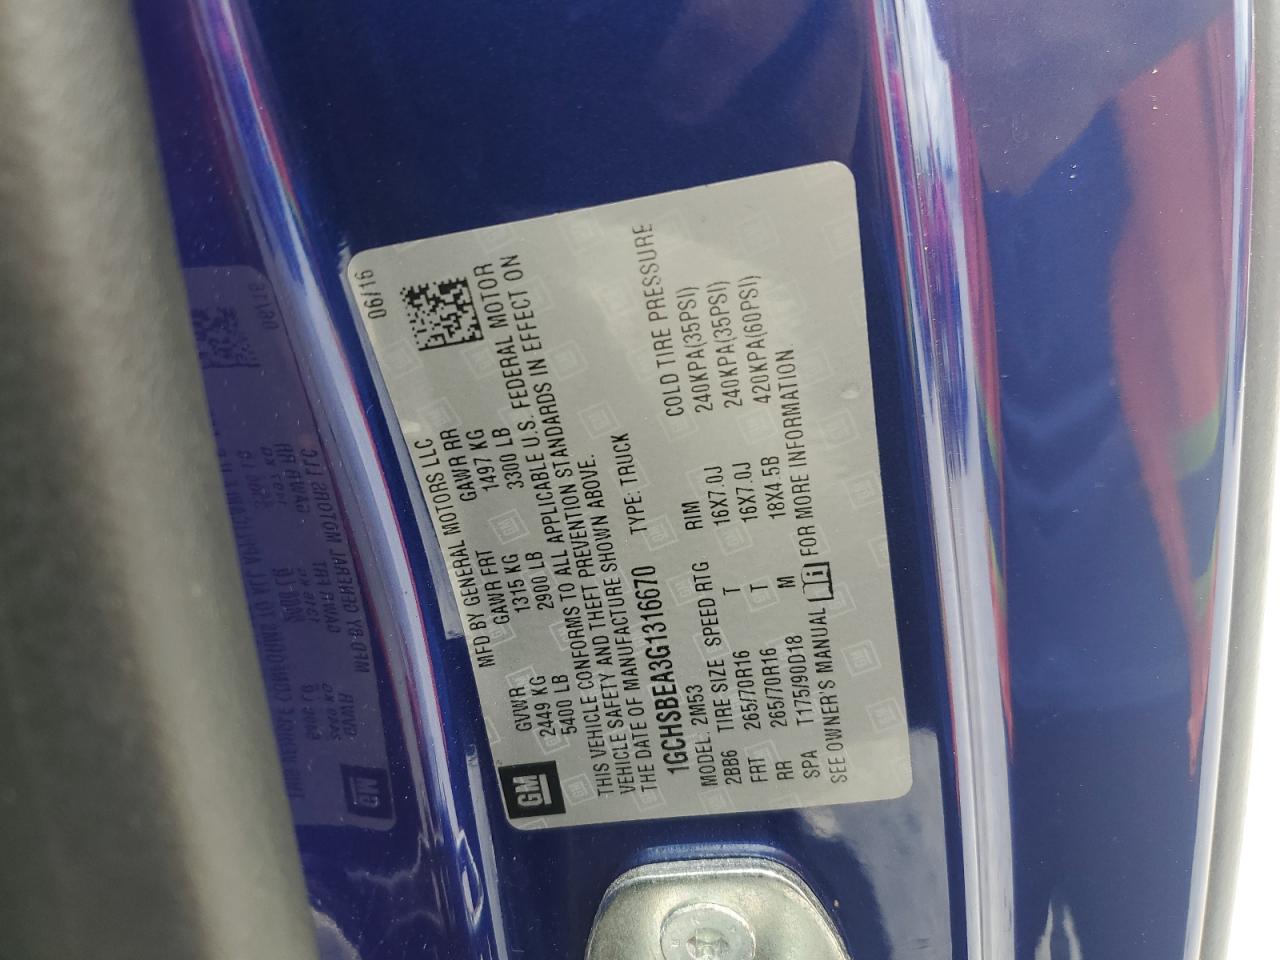 06/16
MFD BY GENERAL MOTORS LLC
GVWR GAWR FRT GAWR RR
2449 KG 1315 KG 1497 KG
5400 LB 2900 LB 3300 LB
GM
THIS VEHICLE CONFORMS TO ALL APPLICABLE U.S. FEDERAL MOTOR
VEHICLE SAFETY AND THEFT PREVENTION STANDARDS IN EFFECT ON
THE DATE OF MANUFACTURE SHOWN ABOVE.
1GCHSBEA3G1316670 TYPE: TRUCK
MODEL: 2M53
2BB6 TIRE SIZE SPEED RTG RIM COLD TIRE PRESSURE
FRT 265/70R16 T 16X7.0J 240KPA(35PSI)
RR 265/70R16 T 16X7.0J 240KPA(35PSI)
SPA T175/90D18 M 18X4.5B 420KPA(60PSI)
SEE OWNER'S MANUAL i FOR MORE INFORMATION.